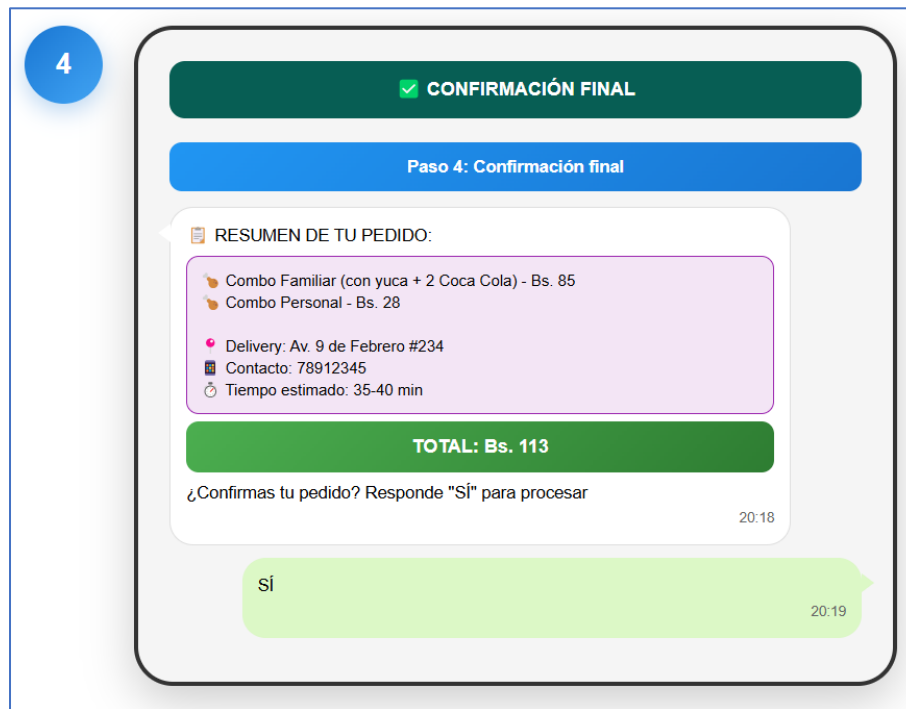 4
✅ CONFIRMACIÓN FINAL
Paso 4: Confirmación final
📋 RESUMEN DE TU PEDIDO:
🍗 Combo Familiar (con yuca + 2 Coca Cola) - Bs. 85
🍗 Combo Personal - Bs. 28
📍 Delivery: Av. 9 de Febrero #234
📱 Contacto: 78912345
⏱ Tiempo estimado: 35-40 min
TOTAL: Bs. 113
¿Confirmas tu pedido? Responde "SÍ" para procesar
20:18
SÍ
20:19